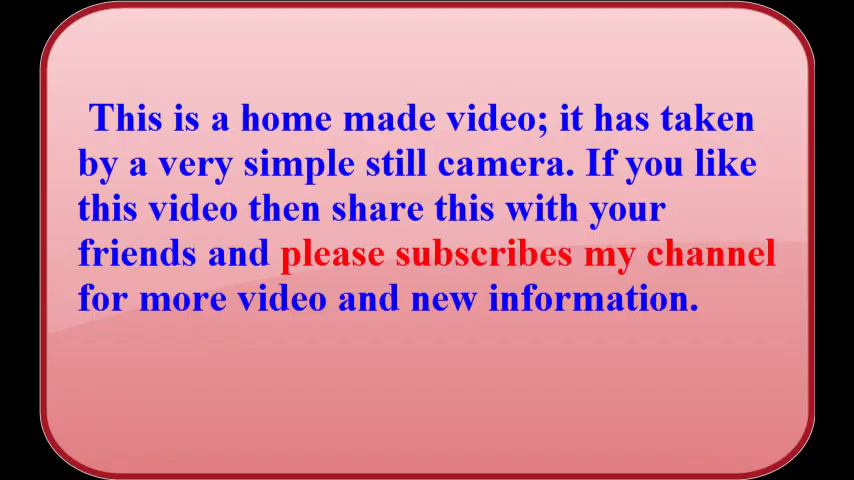 This is a home made video; it has taken
by a very simple still camera. If you like
this video then share this with your
friends and please subscribes my channel
for more video and new information.